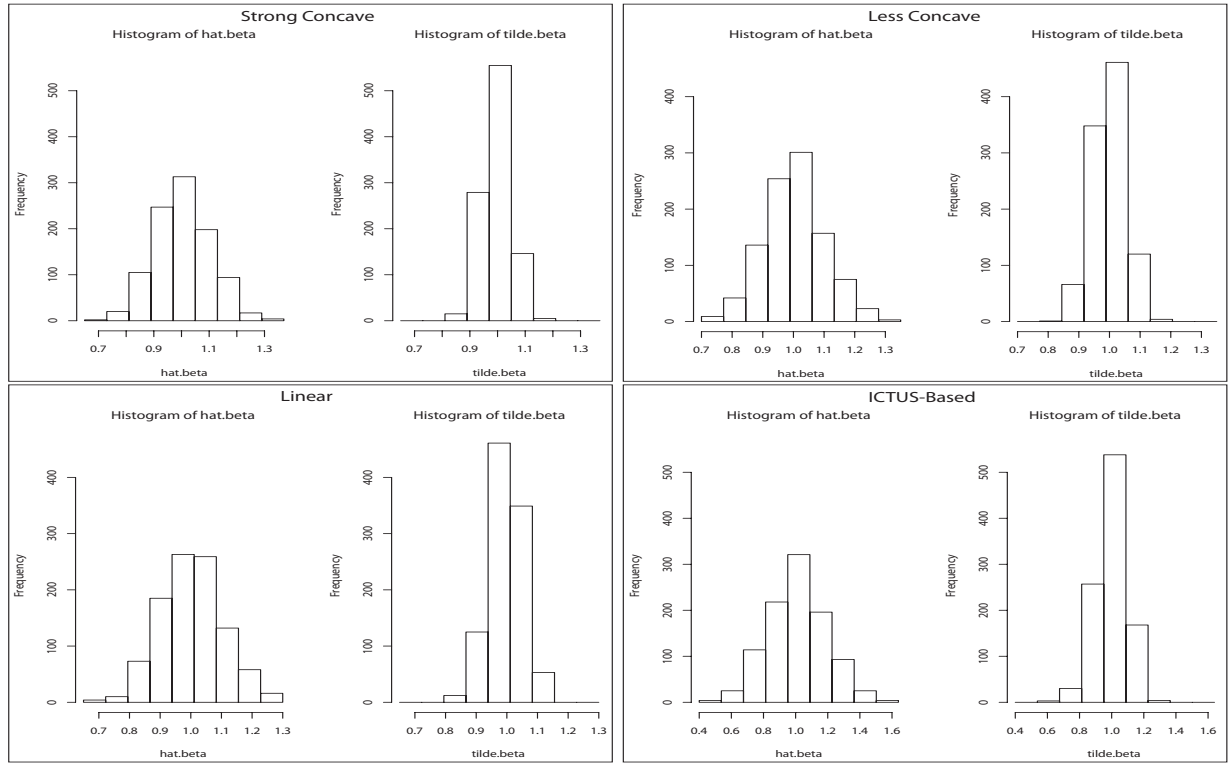 Strong Concave
Histogram of hat.beta
Histogram of tilde.beta
Frequency
0 100 200 300 400 500
0.7 0.9 1.1 1.3
hat.beta
Frequency
0 100 200 300 400 500
0.7 0.9 1.1 1.3
tilde.beta
Less Concave
Histogram of hat.beta
Histogram of tilde.beta
Frequency
0 100 200 300 400
0.7 0.8 0.9 1.0 1.1 1.2 1.3
hat.beta
Frequency
0 100 200 300 400
0.7 0.8 0.9 1.0 1.1 1.2 1.3
tilde.beta
Linear
Histogram of hat.beta
Histogram of tilde.beta
Frequency
0 100 200 300 400
0.7 0.8 0.9 1.0 1.1 1.2 1.3
hat.beta
Frequency
0 100 200 300 400
0.7 0.8 0.9 1.0 1.1 1.2 1.3
tilde.beta
ICTUS-Based
Histogram of hat.beta
Histogram of tilde.beta
Frequency
0 100 200 300 400 500
0.4 0.6 0.8 1.0 1.2 1.4 1.6
hat.beta
Frequency
0 100 200 300 400 500
0.4 0.6 0.8 1.0 1.2 1.4 1.6
tilde.beta